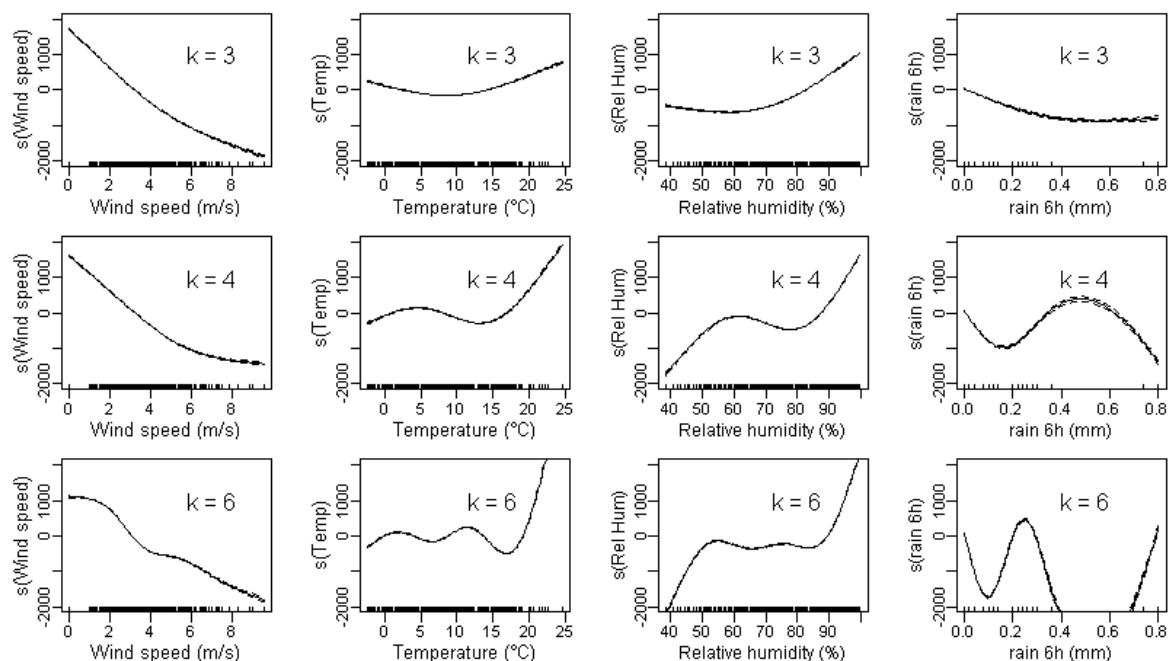 s(Wind speed)
-2000 0 1000
k = 3
0 2 4 6 8
Wind speed (m/s)
s(Temp)
-2000 0 1000
k = 3
0 5 10 15 20 25
Temperature (°C)
s(Rel Hum)
-2000 0 1000
k = 3
40 50 60 70 80 90
Relative humidity (%)
s(rain 6h)
-2000 0 1000
k = 3
0.0 0.2 0.4 0.6 0.8
rain 6h (mm)
s(Wind speed)
-2000 0 1000
k = 4
0 2 4 6 8
Wind speed (m/s)
s(Temp)
-2000 0 1000
k = 4
0 5 10 15 20 25
Temperature (°C)
s(Rel Hum)
-2000 0 1000
k = 4
40 50 60 70 80 90
Relative humidity (%)
s(rain 6h)
-2000 0 1000
k = 4
0.0 0.2 0.4 0.6 0.8
rain 6h (mm)
s(Wind speed)
-2000 0 1000
k = 6
0 2 4 6 8
Wind speed (m/s)
s(Temp)
-2000 0 1000
k = 6
0 5 10 15 20 25
Temperature (°C)
s(Rel Hum)
-2000 0 1000
k = 6
40 50 60 70 80 90
Relative humidity (%)
s(rain 6h)
-2000 0 1000
k = 6
0.0 0.2 0.4 0.6 0.8
rain 6h (mm)